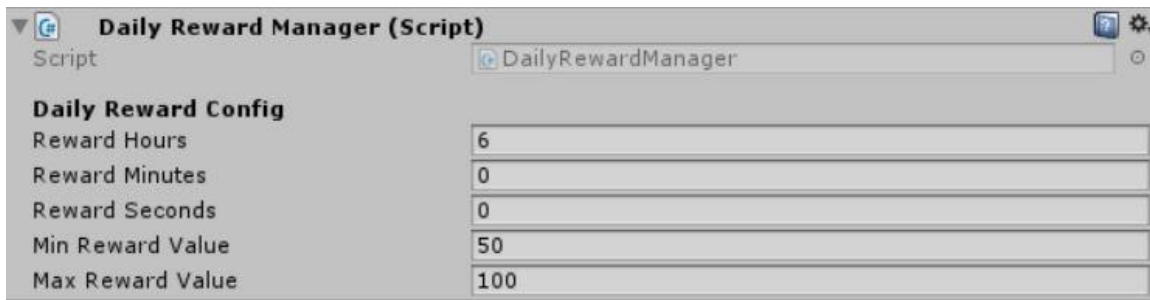 Daily Reward Manager (Script)
Script DailyRewardManager
Daily Reward Config
Reward Hours 6
Reward Minutes 0
Reward Seconds 0
Min Reward Value 50
Max Reward Value 100